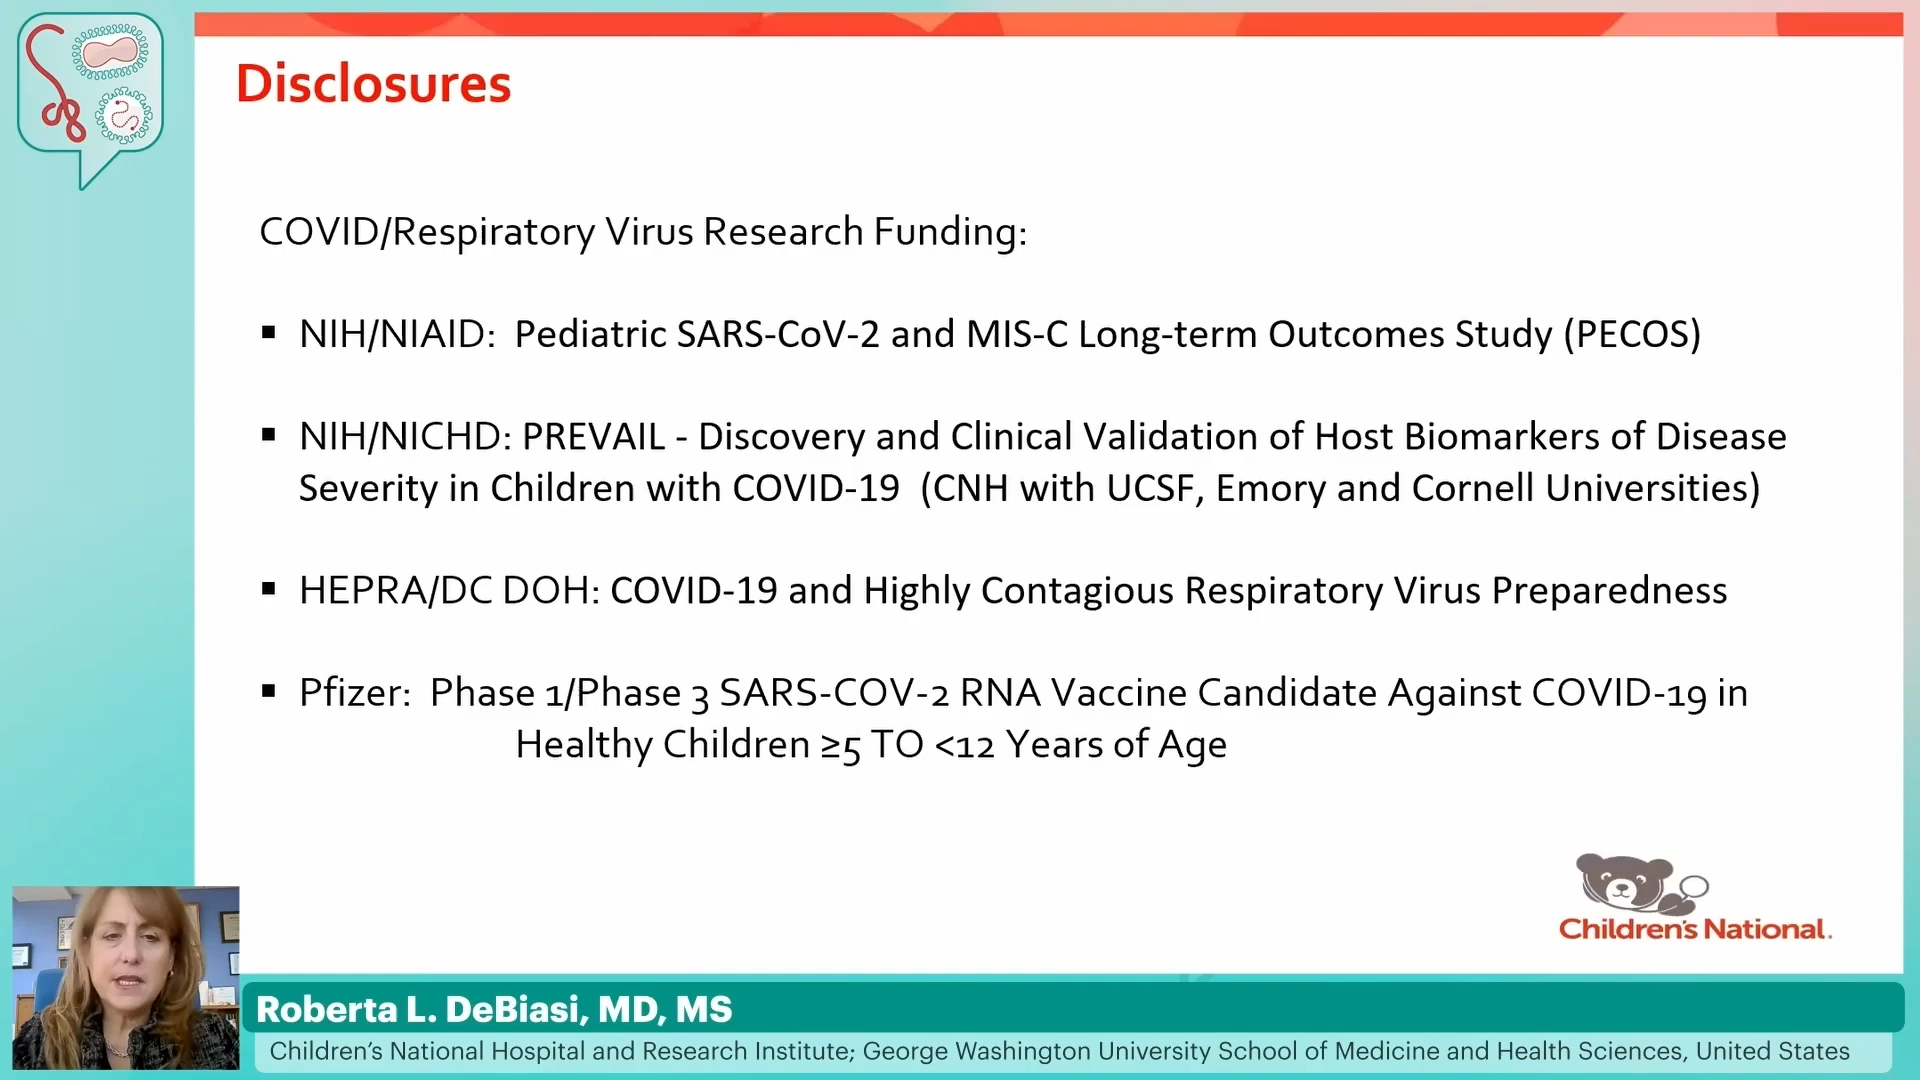 Disclosures
COVID/Respiratory Virus Research Funding:
▪ NIH/NIAID: Pediatric SARS-CoV-2 and MIS-C Long-term Outcomes Study (PECOS)
▪ NIH/NICHD: PREVAIL - Discovery and Clinical Validation of Host Biomarkers of Disease
Severity in Children with COVID-19 (CNH with UCSF, Emory and Cornell Universities)
▪ HEPRA/DC DOH: COVID-19 and Highly Contagious Respiratory Virus Preparedness
▪ Pfizer: Phase 1/Phase 3 SARS-COV-2 RNA Vaccine Candidate Against COVID-19 in
Healthy Children ≥5 TO <12 Years of Age
Children's National.
Roberta L. DeBiasi, MD, MS
Children's National Hospital and Research Institute; George Washington University School of Medicine and Health Sciences, United States